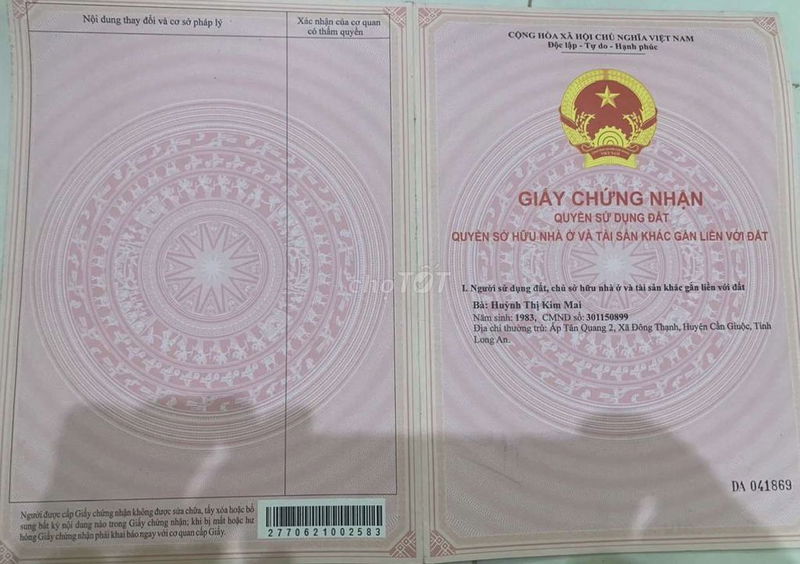 Nội dung thay đổi và cơ sở pháp lý
Xác nhận của cơ quan
có thẩm quyền
Người được cấp Giấy chứng nhận không được sửa chữa, tẩy xóa hoặc bổ
sung bất kỳ nội dung nào trong Giấy chứng nhận; khi bị mất hoặc hư
hỏng Giấy chứng nhận phải khai báo ngay với cơ quan cấp Giấy.
2770621002583
CỘNG HÒA XÃ HỘI CHỦ NGHĨA VIỆT NAM
Độc lập - Tự do - Hạnh phúc
VIỆT NAM
GIẤY CHỨNG NHẬN
QUYỀN SỬ DỤNG ĐẤT
QUYỀN SỞ HỮU NHÀ Ở VÀ TÀI SẢN KHÁC GẮN LIỀN VỚI ĐẤT
I. Người sử dụng đất, chủ sở hữu nhà ở và tài sản khác gắn liền với đất
Bà: Huỳnh Thị Kim Mai
Năm sinh: 1983, CMND số: 301150899
Địa chỉ thường trú: Ấp Tân Quang 2, Xã Đông Thạnh, Huyện Cần Giuộc, Tỉnh
Long An.
DA 041869
chợTỐT